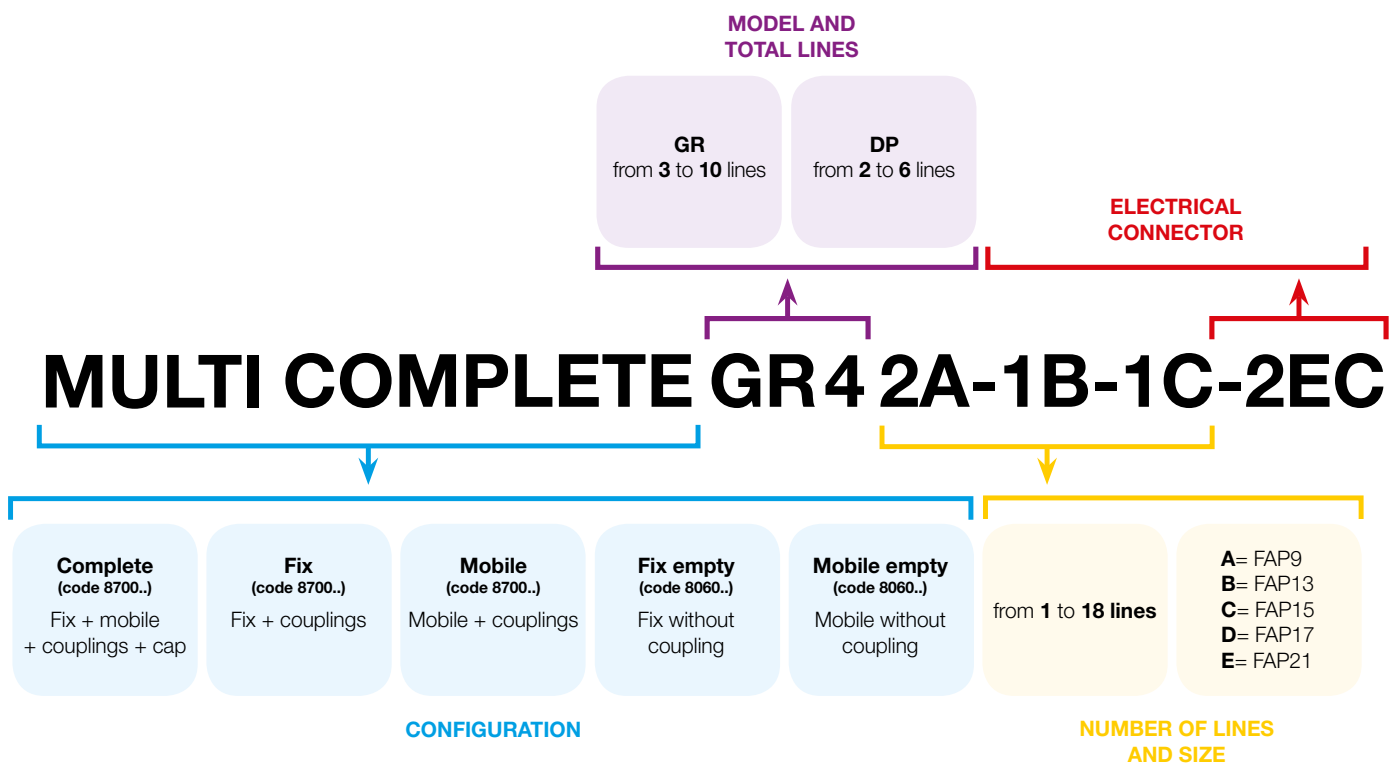 MODEL AND
TOTAL LINES
GR
from 3 to 10 lines
DP
from 2 to 6 lines
ELECTRICAL
CONNECTOR
MULTI COMPLETE GR4 2A-1B-1C-2EC
Complete
(code 8700..)
Fix + mobile
+ couplings + cap
Fix
(code 8700..)
Fix + couplings
Mobile
(code 8700..)
Mobile + couplings
Fix empty
(code 8060..)
Fix without
coupling
Mobile empty
(code 8060..)
Mobile without
coupling
from 1 to 18 lines
A= FAP9
B= FAP13
C= FAP15
D= FAP17
E= FAP21
CONFIGURATION
NUMBER OF LINES
AND SIZE